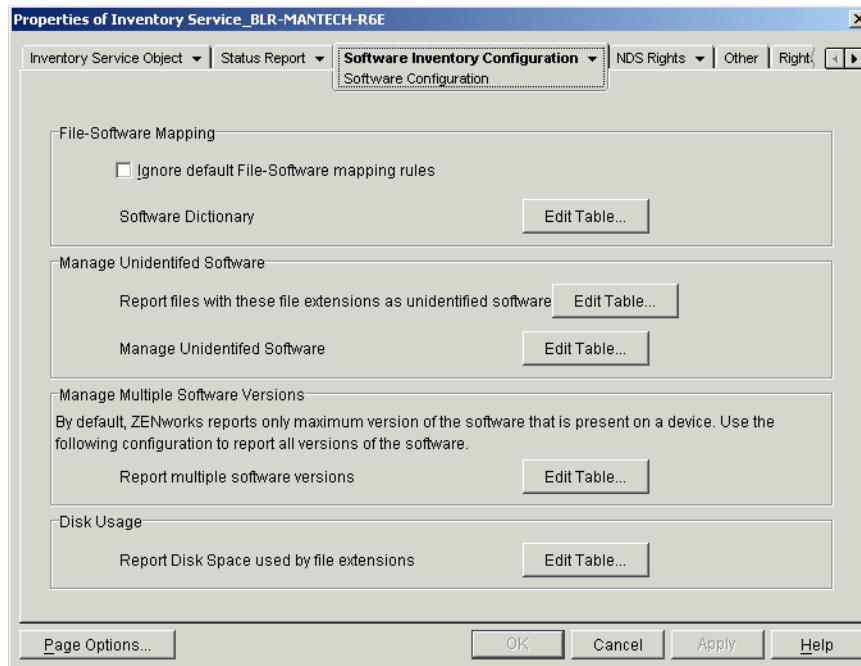 Properties of Inventory Service_BLR-MANTECH-R6E
Inventory Service Object
Status Report
Software Inventory Configuration
NDS Rights
Other
Software Configuration
File-Software Mapping
Ignore default File-Software mapping rules
Software Dictionary
Edit Table...
Manage Unidentifed Software
Report files with these file extensions as unidentified software
Edit Table...
Manage Unidentifed Software
Edit Table...
Manage Multiple Software Versions
By default, ZENworks reports only maximum version of the software that is present on a device. Use the
following configuration to report all versions of the software.
Report multiple software versions
Edit Table...
Disk Usage
Report Disk Space used by file extensions
Edit Table...
Page Options...
OK
Cancel
Apply
Help